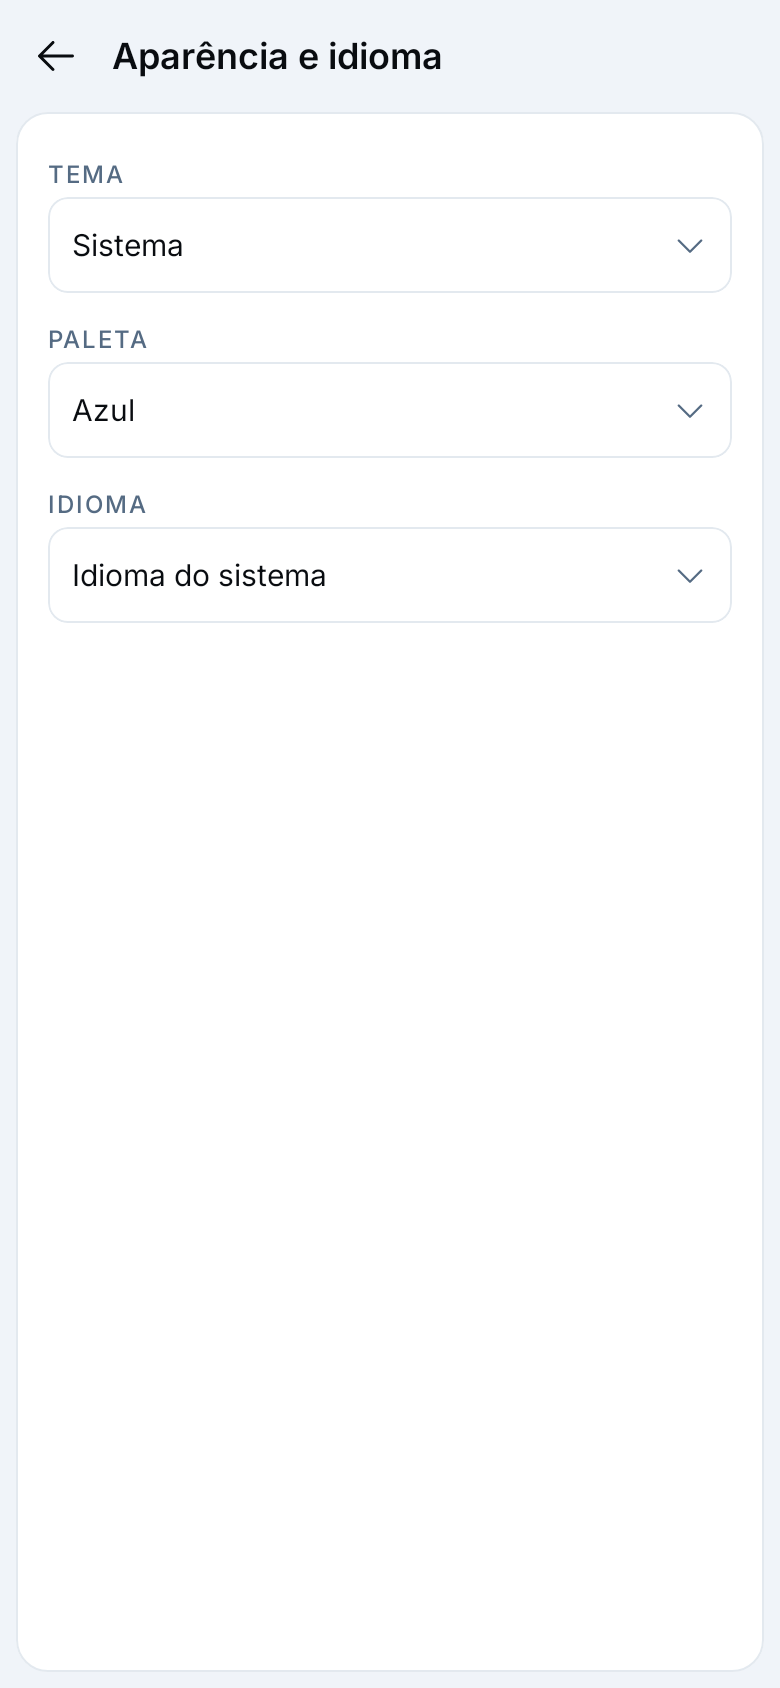 Aparência e idioma
TEMA
Sistema
PALETA
Azul
IDIOMA
Idioma do sistema